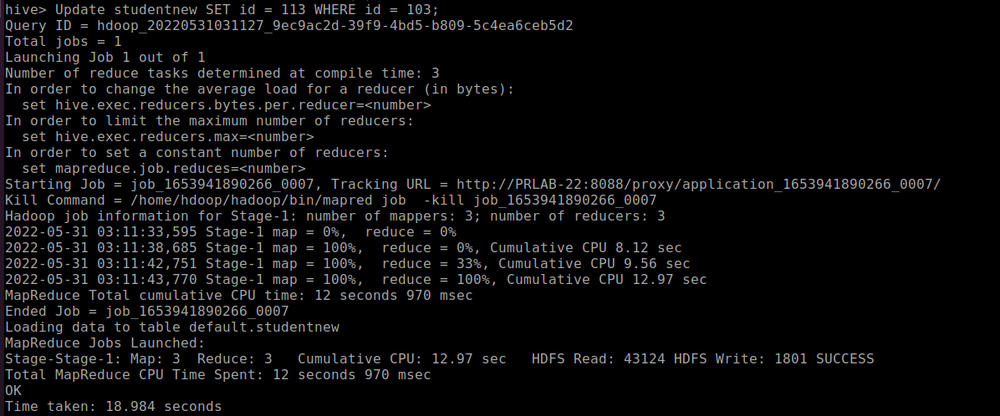 hive> Update studentnew SET id = 113 WHERE id = 103;
Query ID = hdoop_20220531031127_9ec9ac2d-39f9-4bd5-b809-5c4ea6ceb5d2
Total jobs = 1
Launching Job 1 out of 1
Number of reduce tasks determined at compile time: 3
In order to change the average load for a reducer (in bytes):
  set hive.exec.reducers.bytes.per.reducer=<number>
In order to limit the maximum number of reducers:
  set hive.exec.reducers.max=<number>
In order to set a constant number of reducers:
  set mapreduce.job.reduces=<number>
Starting Job = job_1653941890266_0007, Tracking URL = http://PRLAB-22:8088/proxy/application_1653941890266_0007/
Kill Command = /home/hdoop/hadoop/bin/mapred job  -kill job_1653941890266_0007
Hadoop job information for Stage-1: number of mappers: 3; number of reducers: 3
2022-05-31 03:11:33,595 Stage-1 map = 0%,  reduce = 0%
2022-05-31 03:11:38,685 Stage-1 map = 100%,  reduce = 0%, Cumulative CPU 8.12 sec
2022-05-31 03:11:42,751 Stage-1 map = 100%,  reduce = 33%, Cumulative CPU 9.56 sec
2022-05-31 03:11:43,770 Stage-1 map = 100%,  reduce = 100%, Cumulative CPU 12.97 sec
MapReduce Total cumulative CPU time: 12 seconds 970 msec
Ended Job = job_1653941890266_0007
Loading data to table default.studentnew
MapReduce Jobs Launched:
Stage-Stage-1: Map: 3  Reduce: 3   Cumulative CPU: 12.97 sec   HDFS Read: 43124 HDFS Write: 1801 SUCCESS
Total MapReduce CPU Time Spent: 12 seconds 970 msec
OK
Time taken: 18.984 seconds